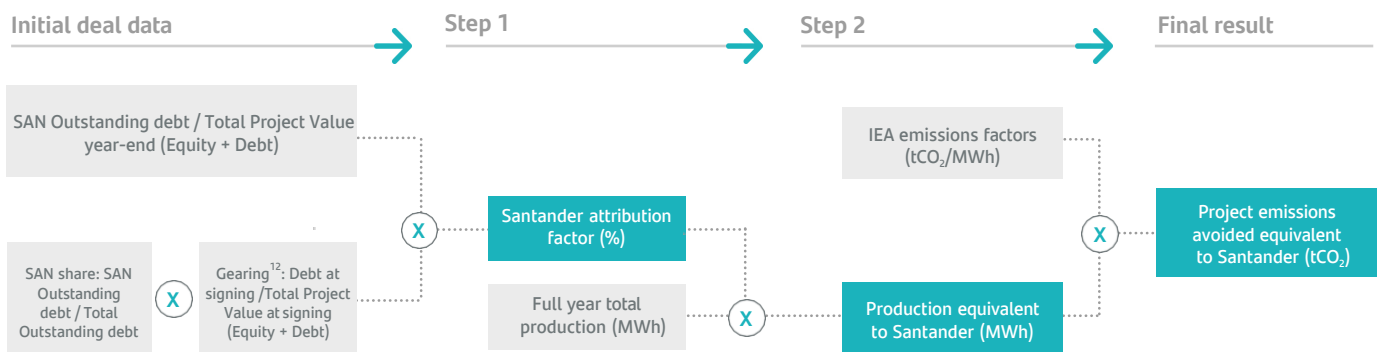 Initial deal data
Step 1
Step 2
Final result
SAN Outstanding debt / Total Project Value
year-end (Equity + Debt)
SAN share: SAN
Outstanding
debt / Total
Outstanding debt
X
Gearing¹²: Debt at
signing /Total Project
Value at signing
(Equity + Debt)
X
Santander attribution
factor (%)
Full year total
production (MWh)
X
IEA emissions factors
(tCO₂/MWh)
Production equivalent
to Santander (MWh)
X
Project emissions
avoided equivalent
to Santander (tCO₂)